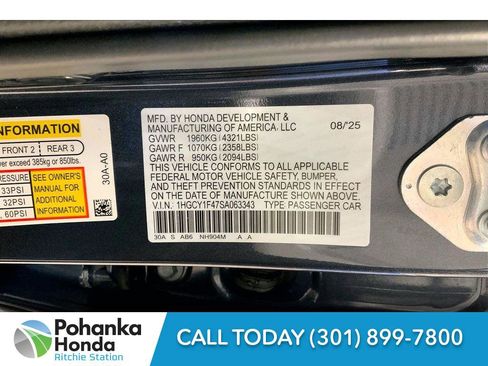 INFORMATION
FRONT 2 REAR 3
ver exceed 385kg or 850lbs.
33PSI
32PSI
, 60PSI
SEE OWNER'S
MANUAL FOR
ADDITIONAL
INFORMATION
30A-A0
MFD. BY HONDA DEVELOPMENT &
MANUFACTURING OF AMERICA, LLC 08/'25
GVWR 1960KG(4321LBS)
GAWR F 1070KG(2358LBS)
GAWR R 950KG(2094LBS)
THIS VEHICLE CONFORMS TO ALL APPLICABLE
FEDERAL MOTOR VEHICLE SAFETY, BUMPER,
AND THEFT PREVENTION STANDARDS IN EFFECT
ON THE DATE OF MANUFACTURE SHOWN ABOVE.
V.I.N.: 1HGCY1F47SA063343 TYPE: PASSENGER CAR
30A S AB6 NH904M A A
Pohanka
Honda
Ritchie Station
CALL TODAY (301) 899-7800